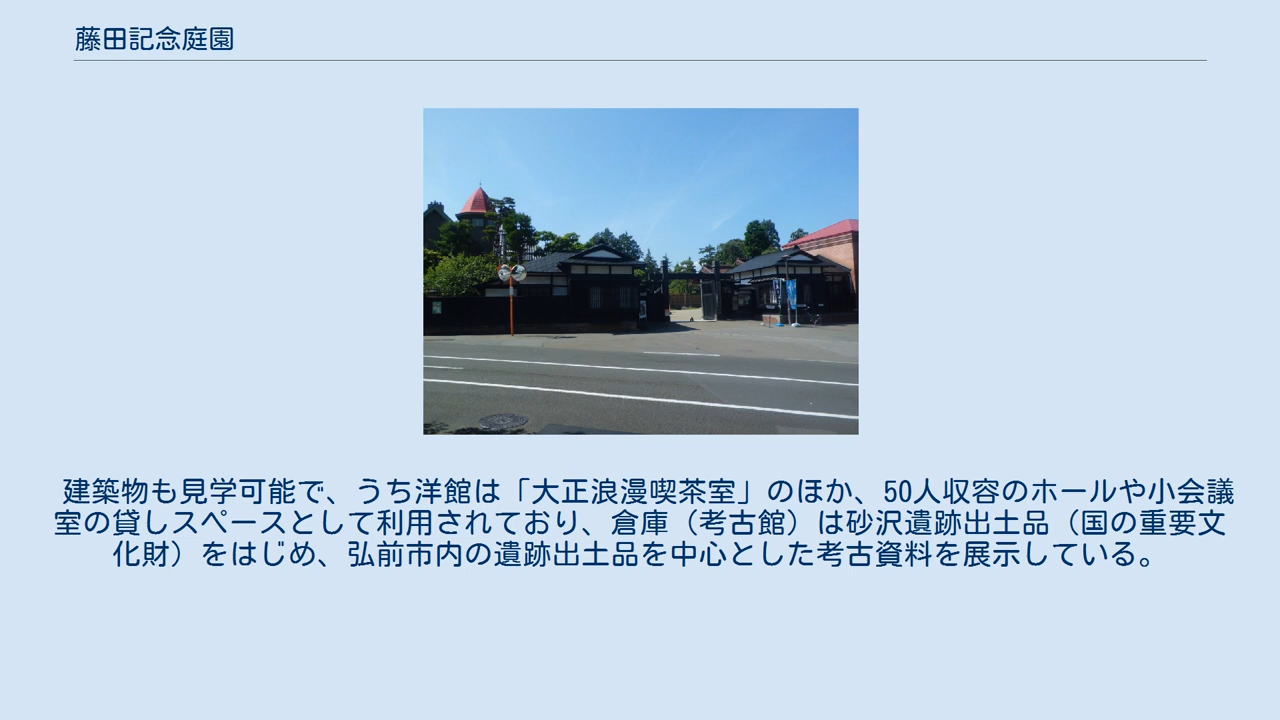 藤田記念庭園
建築物も見学可能で、うち洋館は「大正浪漫喫茶室」のほか、50人収容のホールや小会議
室の貸しスペースとして利用されており、倉庫（考古館）は砂沢遺跡出土品（国の重要文
化財）をはじめ、弘前市内の遺跡出土品を中心とした考古資料を展示している。